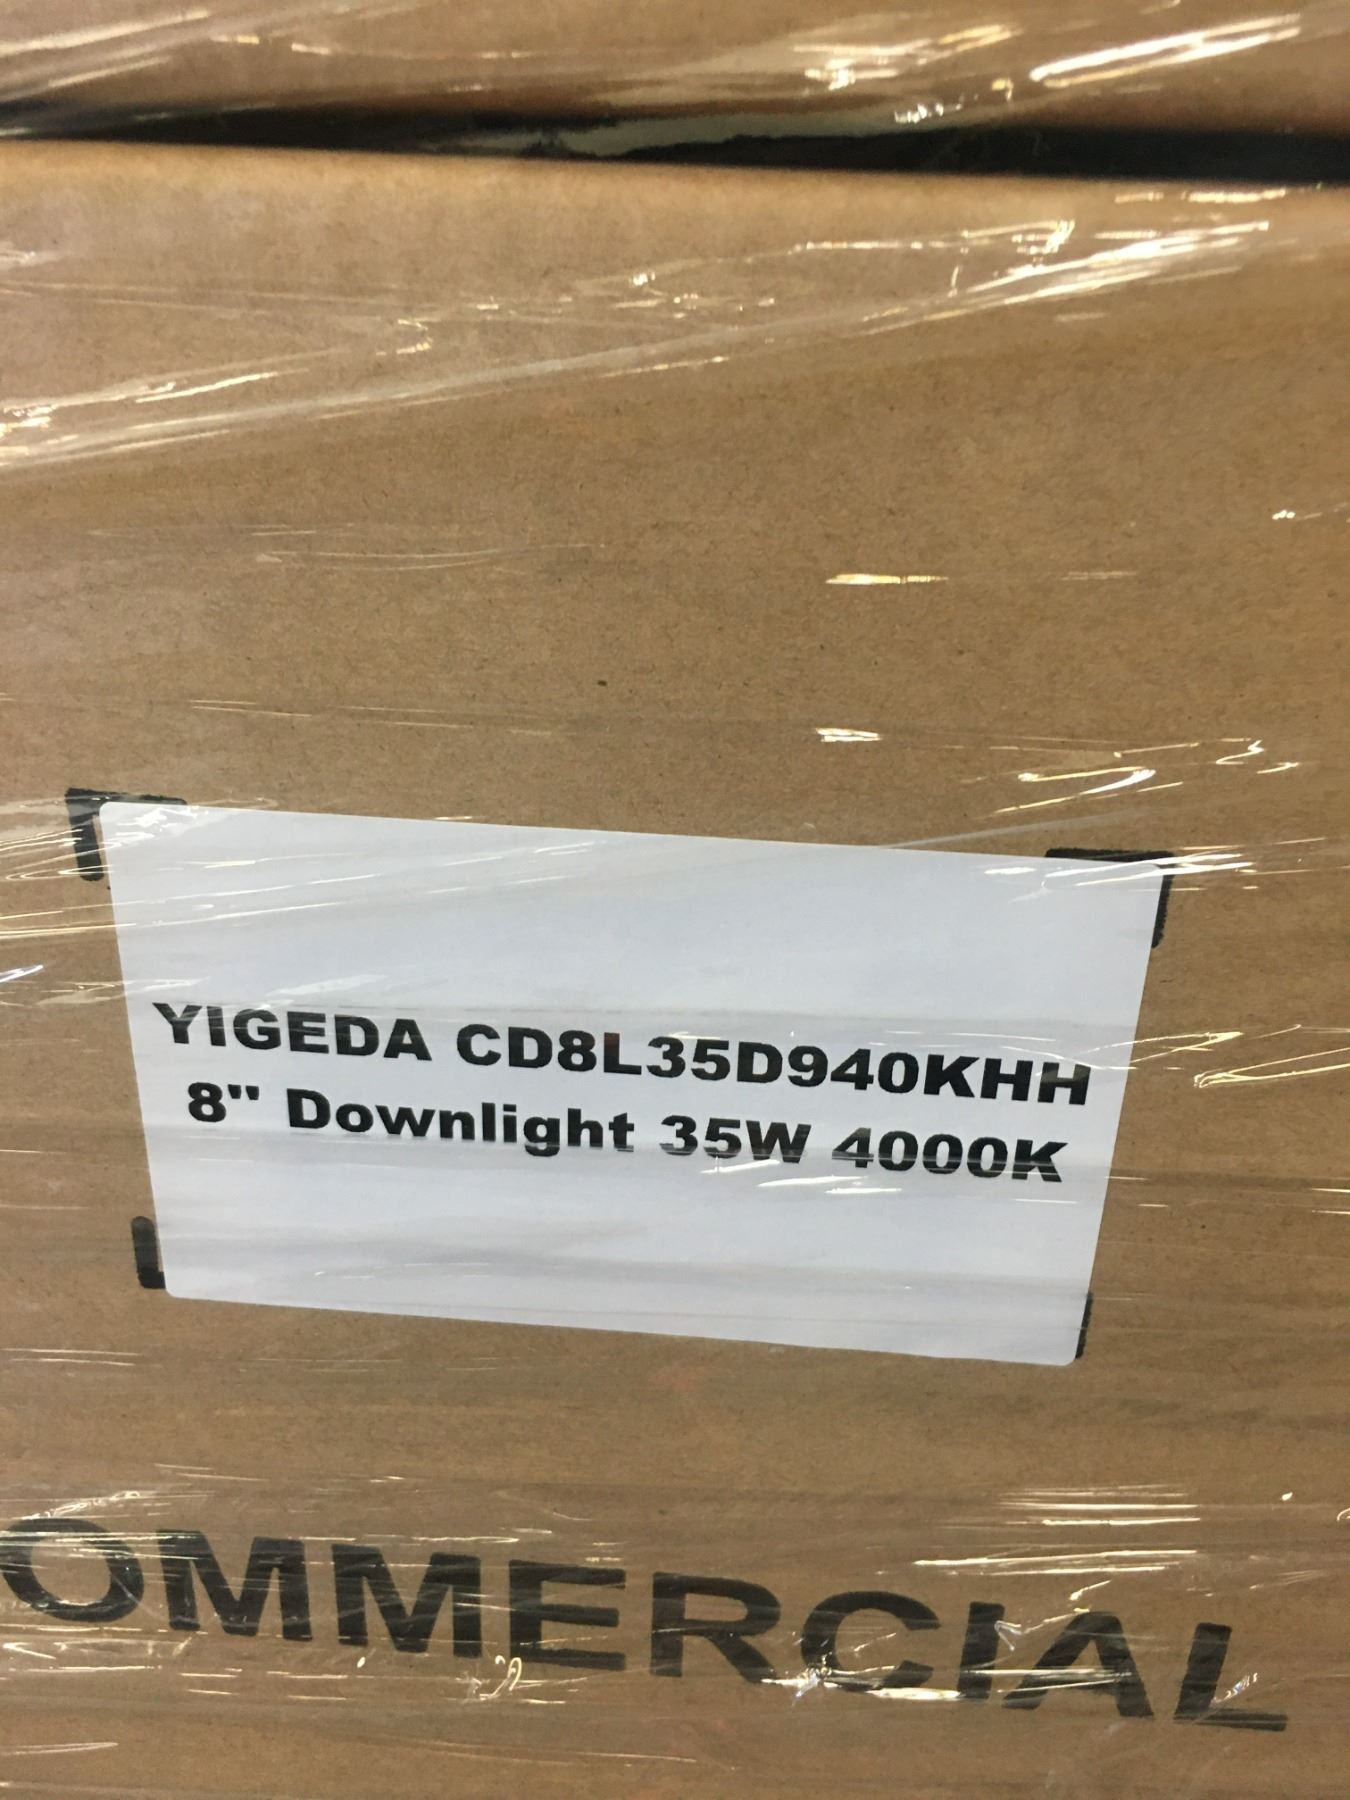 YIGEDA CD8L35D940KHH
8" Downlight 35W 4000K
OMMERCIAL